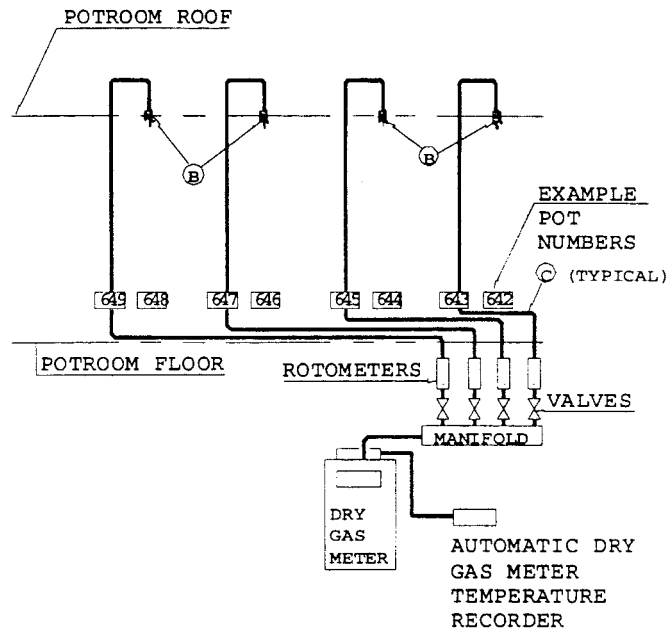 POTROOM ROOF
B
B
EXAMPLE
POT
NUMBERS
C (TYPICAL)
649 648 647 646 645 644 643 642
POTROOM FLOOR
ROTOMETERS
VALVES
MANIFOLD
DRY
GAS
METER
AUTOMATIC DRY
GAS METER
TEMPERATURE
RECORDER